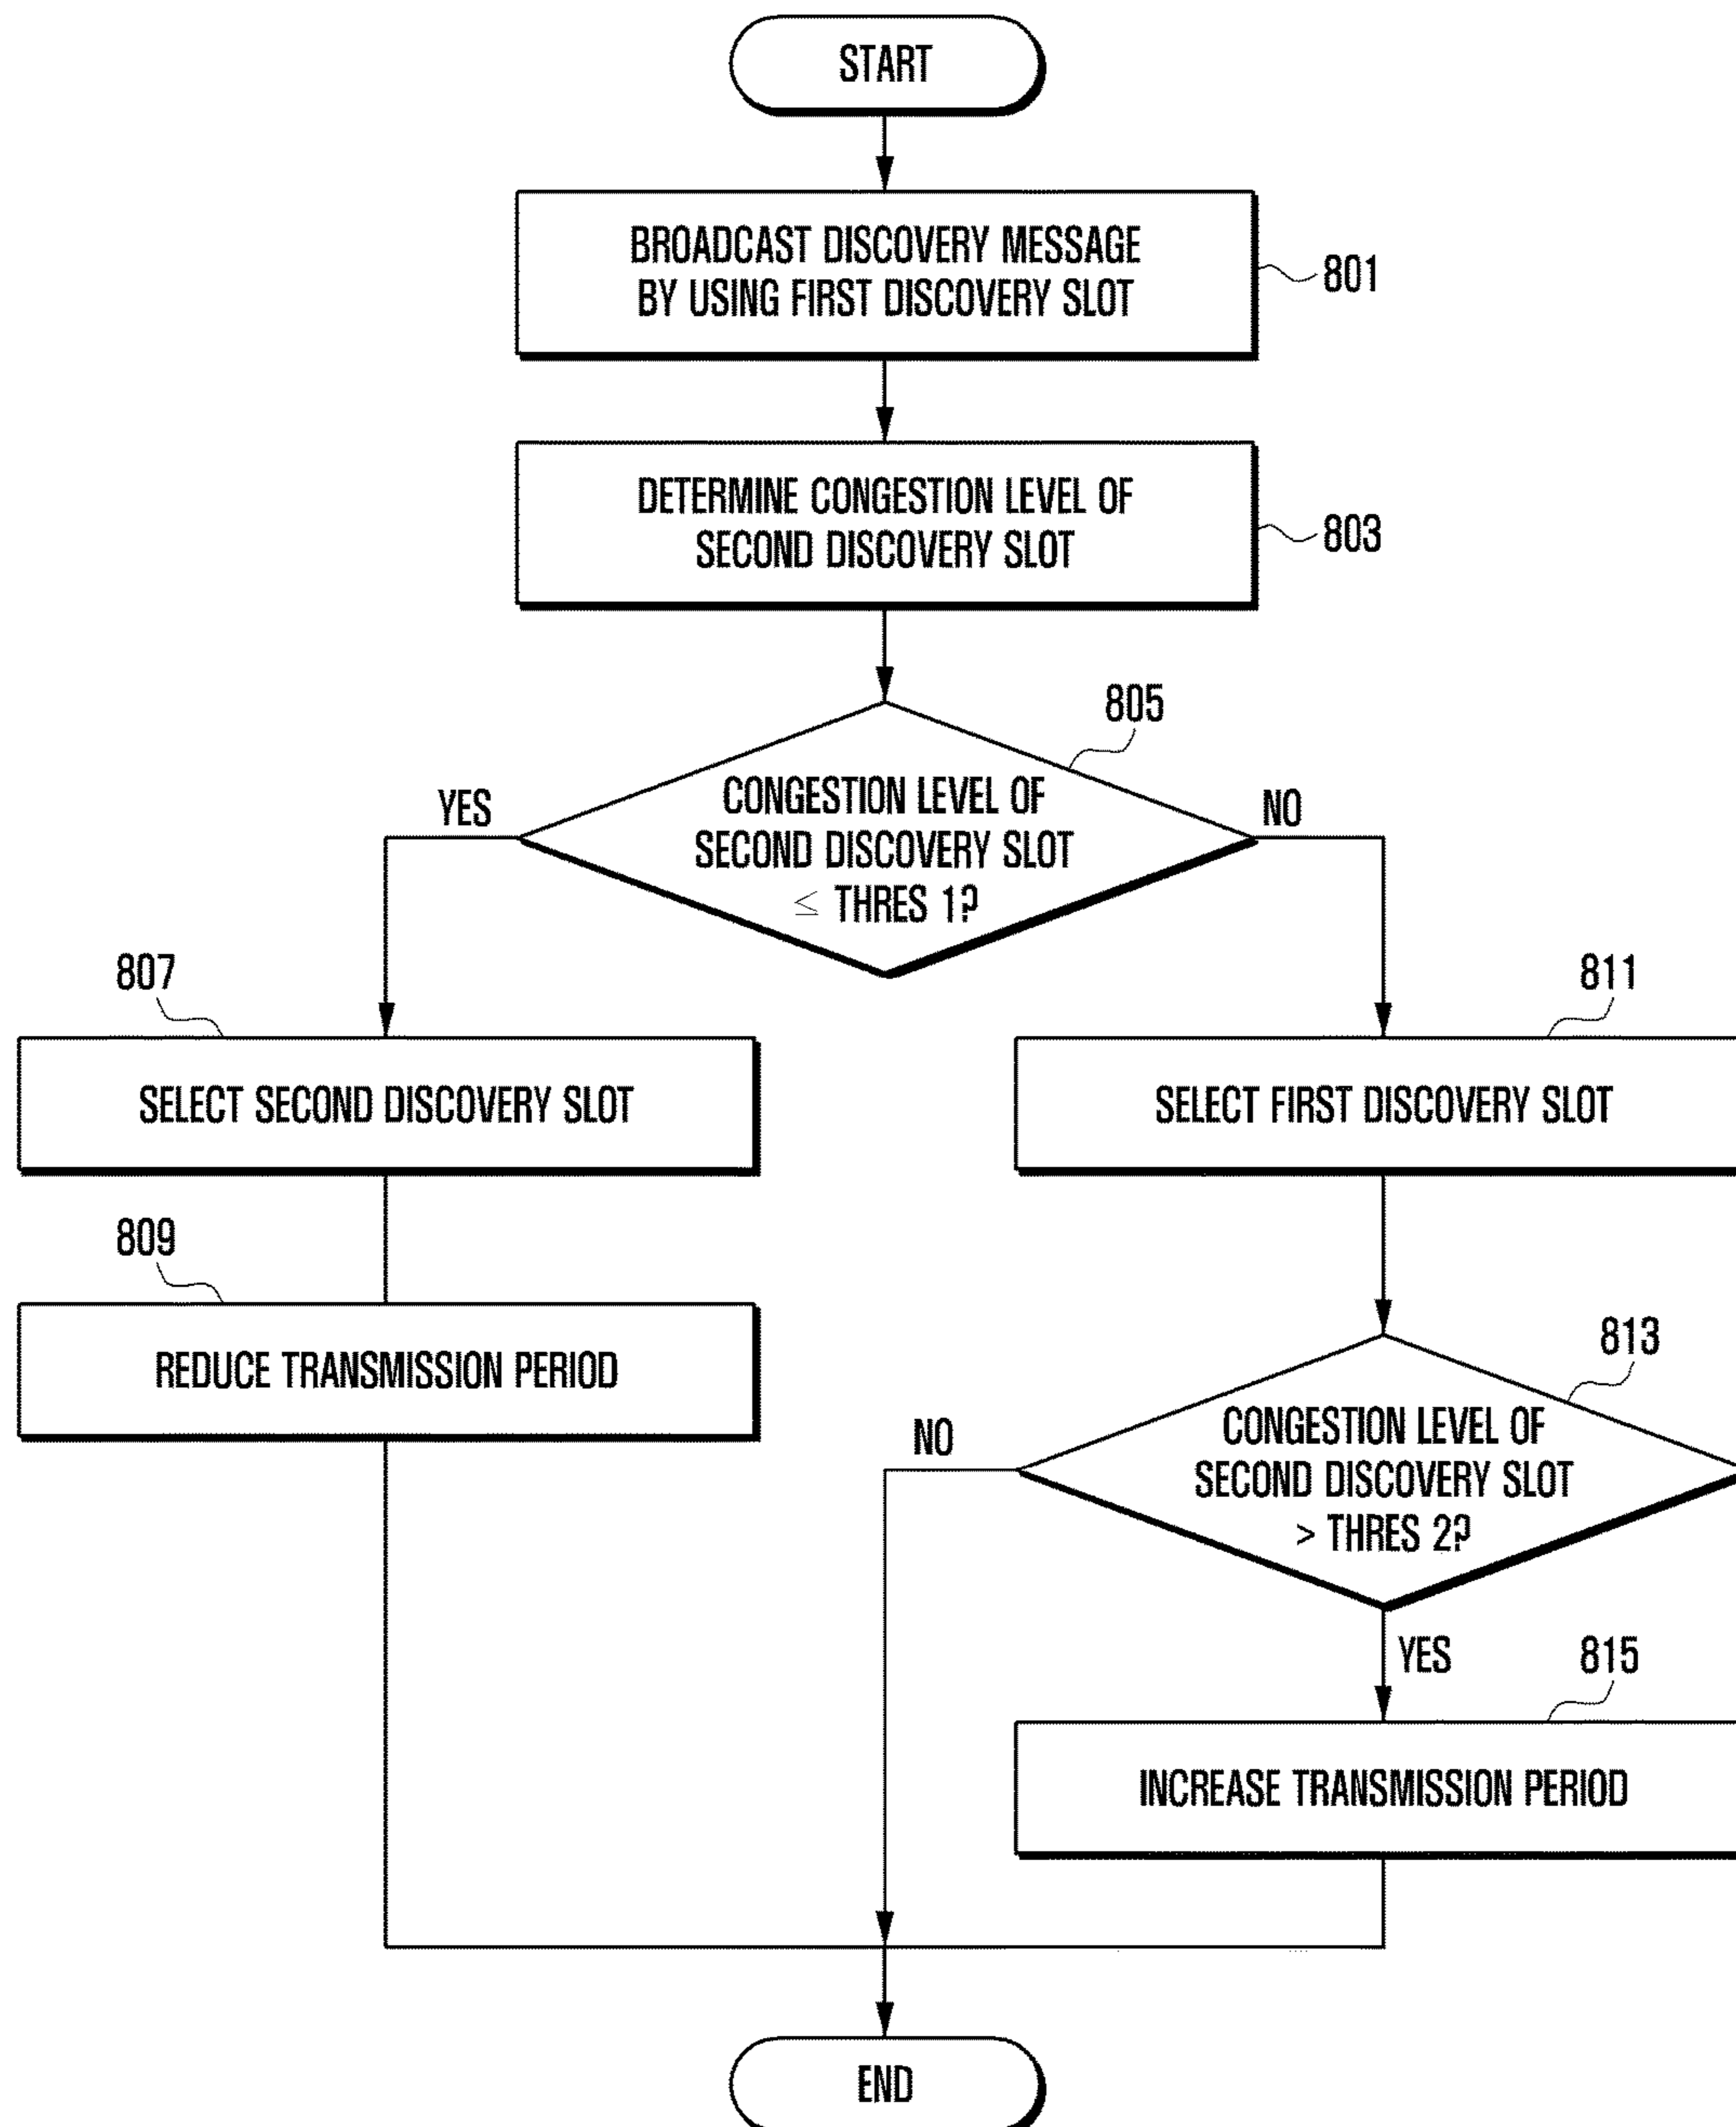 START
BROADCAST DISCOVERY MESSAGE
BY USING FIRST DISCOVERY SLOT
801
DETERMINE CONGESTION LEVEL OF
SECOND DISCOVERY SLOT
803
805
CONGESTION LEVEL OF
SECOND DISCOVERY SLOT
≤ THRES 1?
YES
NO
807
SELECT SECOND DISCOVERY SLOT
811
SELECT FIRST DISCOVERY SLOT
809
REDUCE TRANSMISSION PERIOD
813
CONGESTION LEVEL OF
SECOND DISCOVERY SLOT
> THRES 2?
NO
YES
815
INCREASE TRANSMISSION PERIOD
END